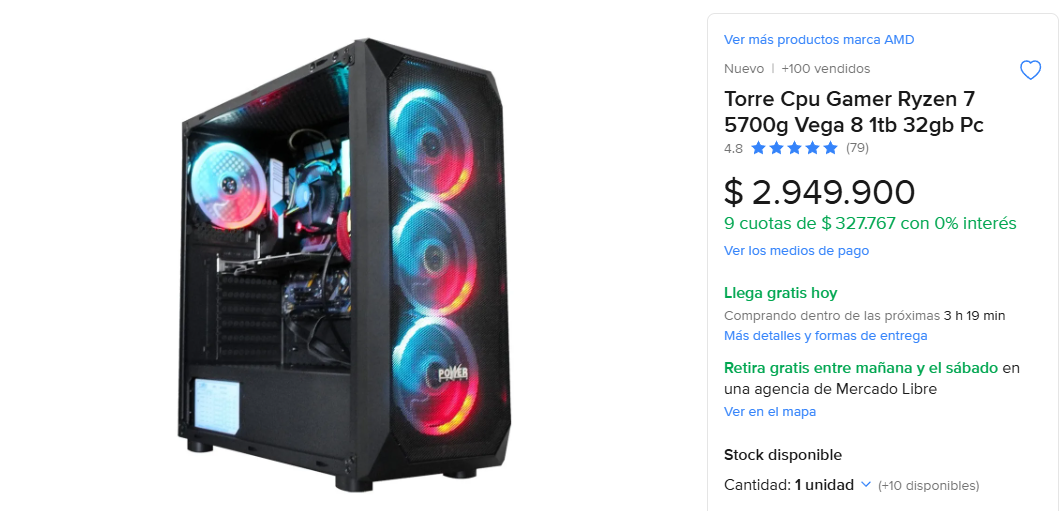 Ver más productos marca AMD
Nuevo | +100 vendidos
Torre Cpu Gamer Ryzen 7
5700g Vega 8 1tb 32gb Pc
4.8 (79)
$ 2.949.900
9 cuotas de $ 327.767 con 0% interés
Ver los medios de pago
Llega gratis hoy
Comprando dentro de las próximas 3 h 19 min
Más detalles y formas de entrega
Retira gratis entre mañana y el sábado en
una agencia de Mercado Libre
Ver en el mapa
Stock disponible
Cantidad: 1 unidad (+10 disponibles)
POWER